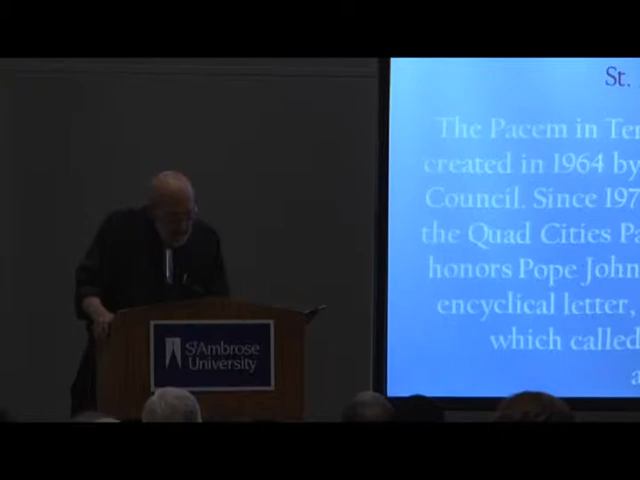 St.
The Pacem in Ter
created in 1964 by
Council. Since 197
the Quad Cities Pa
honors Pope John
encyclical letter,
which called
a
St Ambrose
University